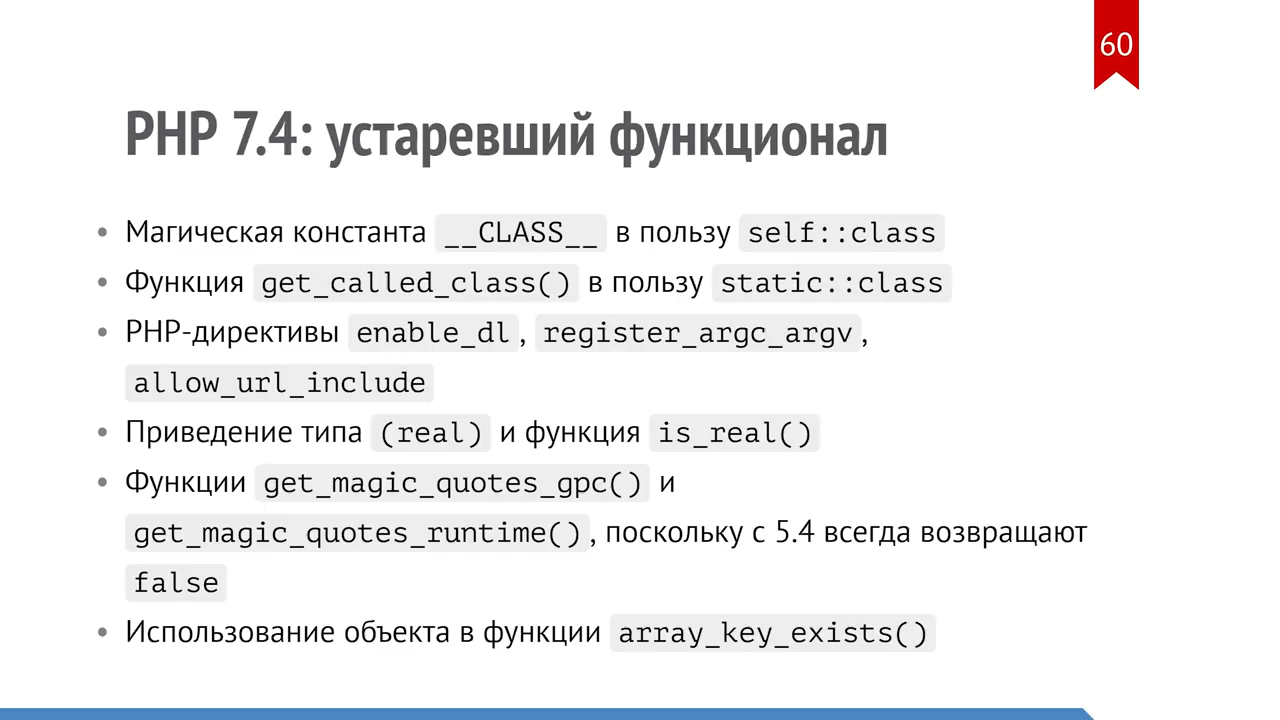 60
PHP 7.4: устаревший функционал
• Магическая константа __CLASS__ в пользу self::class
• Функция get_called_class() в пользу static::class
• PHP-директивы enable_dl, register_argc_argv,
allow_url_include
• Приведение типа (real) и функция is_real()
• Функции get_magic_quotes_gpc() и
get_magic_quotes_runtime(), поскольку с 5.4 всегда возвращают
false
• Использование объекта в функции array_key_exists()